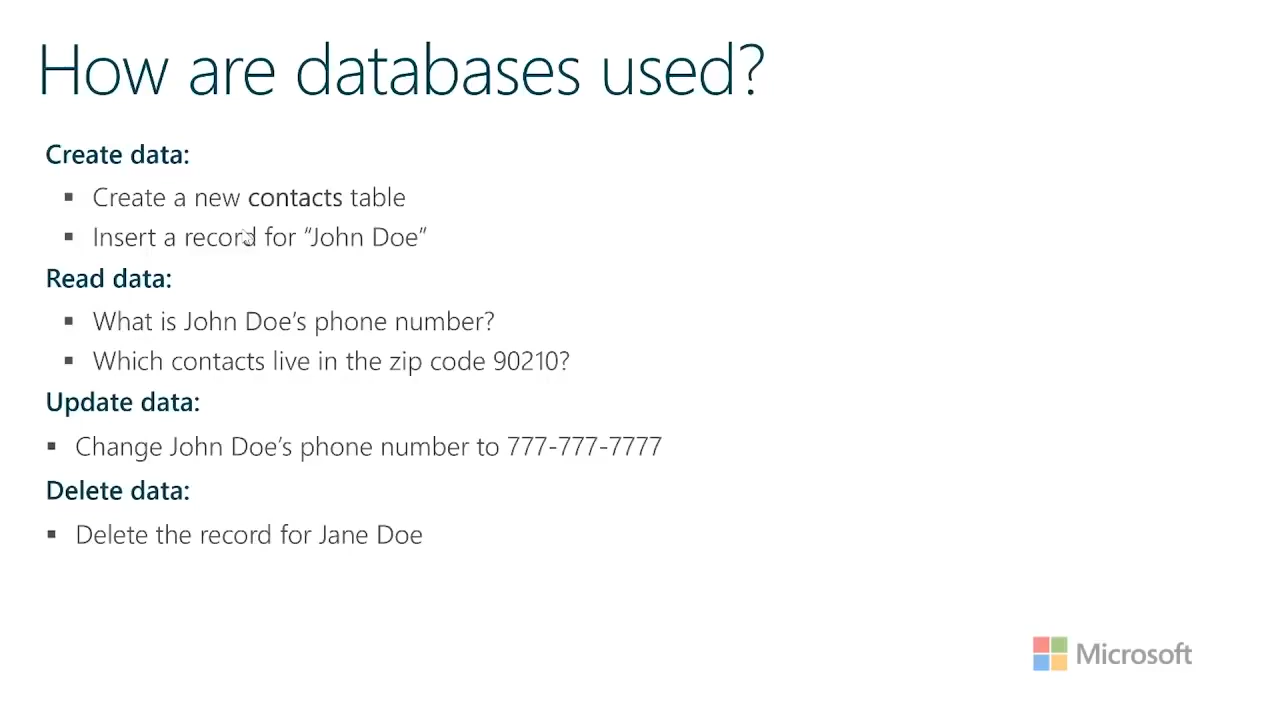 How are databases used?
Create data:
▪ Create a new contacts table
▪ Insert a record for “John Doe”
Read data:
▪ What is John Doe’s phone number?
▪ Which contacts live in the zip code 90210?
Update data:
▪ Change John Doe’s phone number to 777-777-7777
Delete data:
▪ Delete the record for Jane Doe
Microsoft